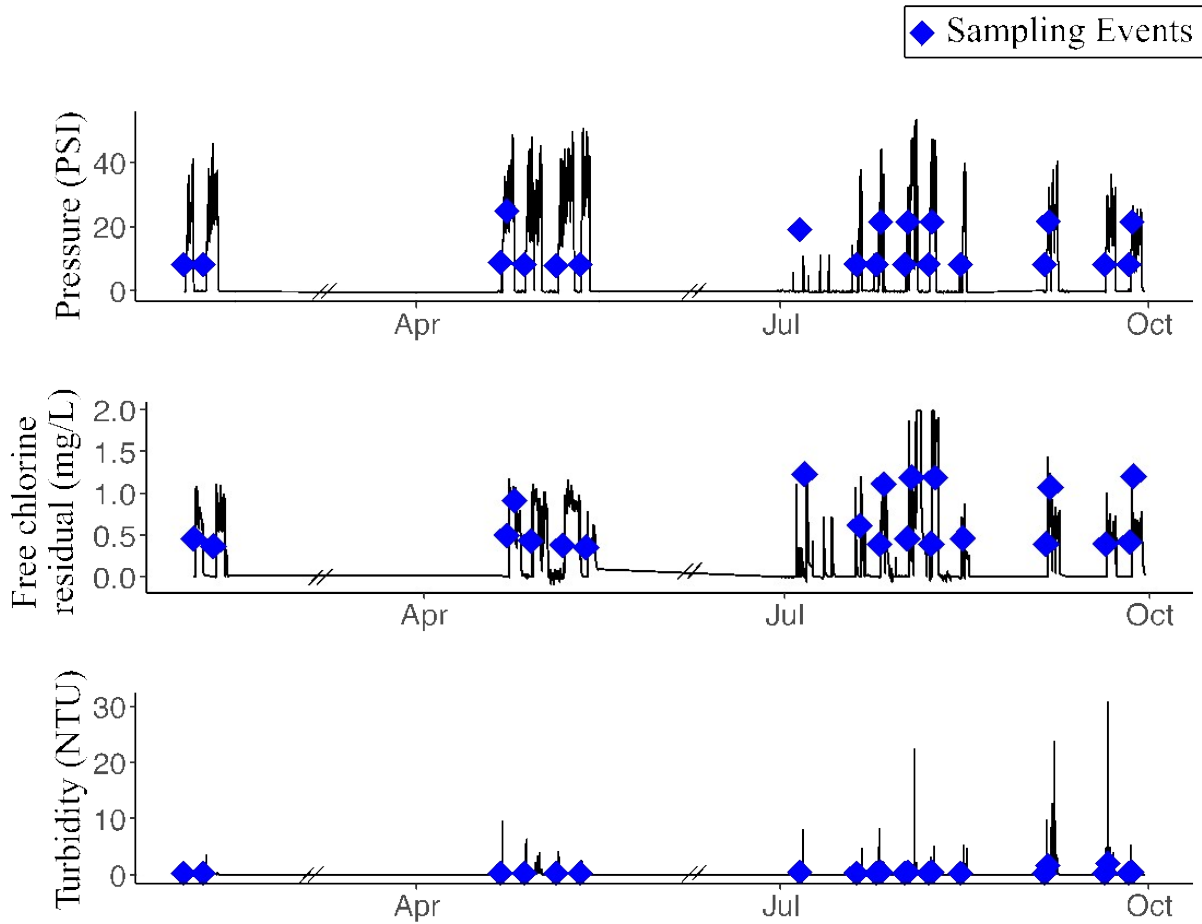 Sampling Events
Pressure (PSI)
40
20
0
Apr
Jul
Oct
Free chlorine
residual (mg/L)
2.0
1.5
1.0
0.5
0.0
Apr
Jul
Oct
Turbidity (NTU)
30
20
10
0
Apr
Jul
Oct